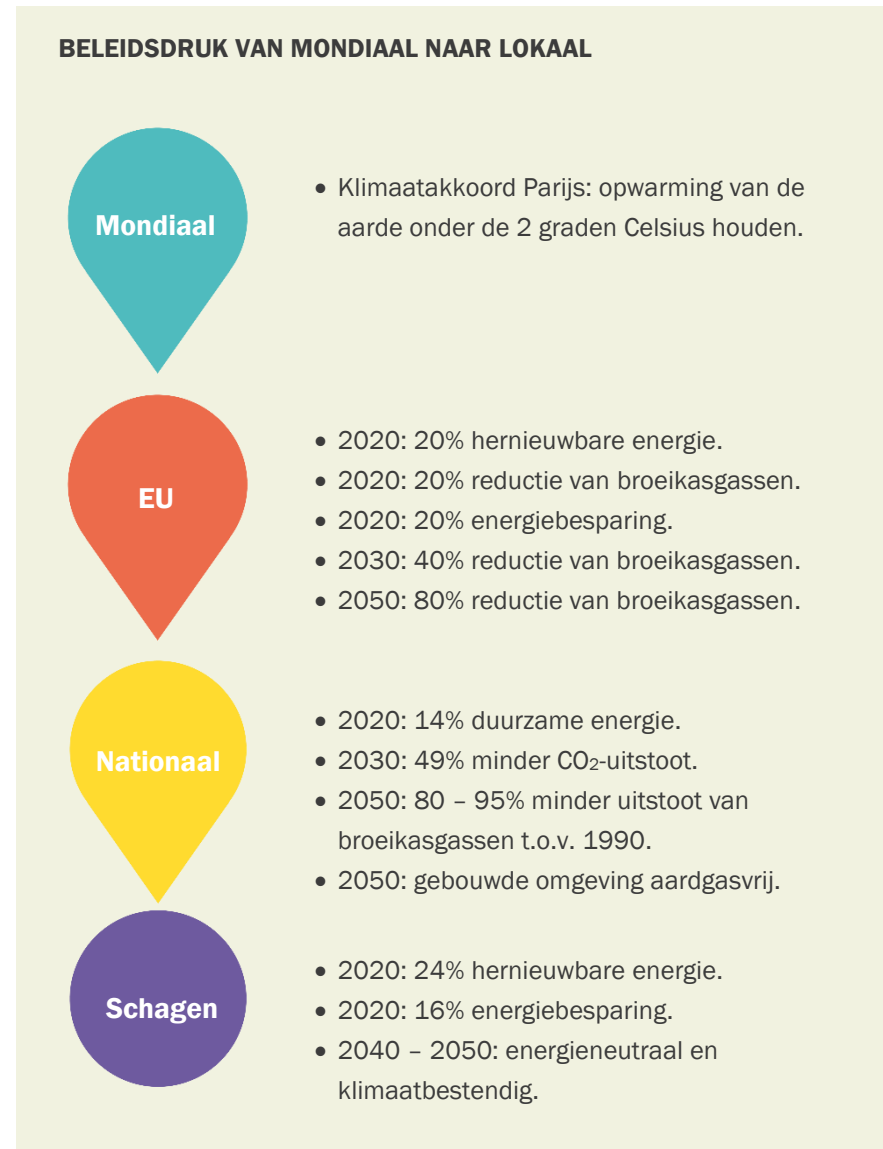 BELEIDSDRUK VAN MONDIAAL NAAR LOKAAL
Mondiaal
• Klimaatakkoord Parijs: opwarming van de
aarde onder de 2 graden Celsius houden.
EU
• 2020: 20% hernieuwbare energie.
• 2020: 20% reductie van broeikasgassen.
• 2020: 20% energiebesparing.
• 2030: 40% reductie van broeikasgassen.
• 2050: 80% reductie van broeikasgassen.
Nationaal
• 2020: 14% duurzame energie.
• 2030: 49% minder CO₂-uitstoot.
• 2050: 80 – 95% minder uitstoot van
broeikasgassen t.o.v. 1990.
• 2050: gebouwde omgeving aardgasvrij.
Schagen
• 2020: 24% hernieuwbare energie.
• 2020: 16% energiebesparing.
• 2040 – 2050: energieneutraal en
klimaatbestendig.